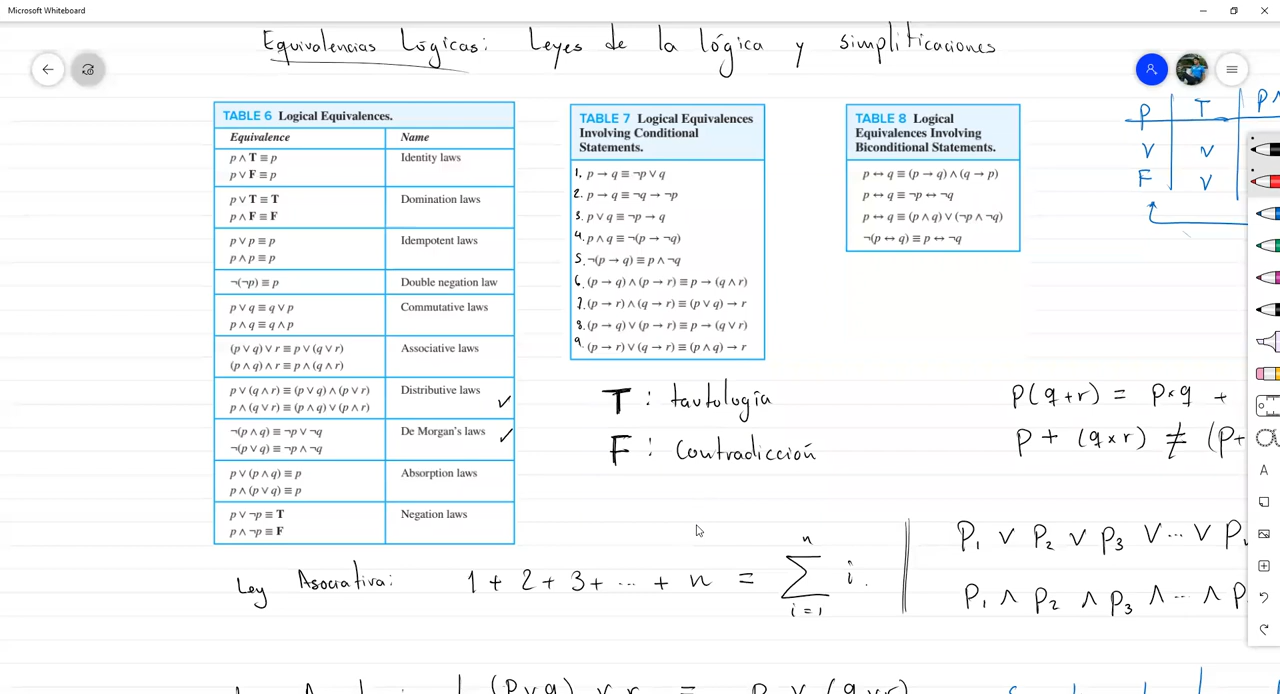 Microsoft Whiteboard
Equivalencias Lógicas: Leyes de la lógica y simplificaciones
TABLE 6 Logical Equivalences.
Equivalence Name
p ∧ T ≡ p Identity laws
p ∨ F ≡ p
p ∨ T ≡ T Domination laws
p ∧ F ≡ F
p ∨ p ≡ p Idempotent laws
p ∧ p ≡ p
¬(¬p) ≡ p Double negation law
p ∨ q ≡ q ∨ p Commutative laws
p ∧ q ≡ q ∧ p
(p ∨ q) ∨ r ≡ p ∨ (q ∨ r) Associative laws
(p ∧ q) ∧ r ≡ p ∧ (q ∧ r)
p ∨ (q ∧ r) ≡ (p ∨ q) ∧ (p ∨ r) Distributive laws ✓
p ∧ (q ∨ r) ≡ (p ∧ q) ∨ (p ∧ r)
¬(p ∧ q) ≡ ¬p ∨ ¬q De Morgan's laws ✓
¬(p ∨ q) ≡ ¬p ∧ ¬q
p ∨ (p ∧ q) ≡ p Absorption laws
p ∧ (p ∨ q) ≡ p
p ∨ ¬p ≡ T Negation laws
p ∧ ¬p ≡ F
TABLE 7 Logical Equivalences
Involving Conditional
Statements.
1. p → q ≡ ¬p ∨ q
2. p → q ≡ ¬q → ¬p
3. p ∨ q ≡ ¬p → q
4. p ∧ q ≡ ¬(p → ¬q)
5. ¬(p → q) ≡ p ∧ ¬q
6. (p → q) ∧ (p → r) ≡ p → (q ∧ r)
7. (p → r) ∧ (q → r) ≡ (p ∨ q) → r
8. (p → q) ∨ (p → r) ≡ p → (q ∨ r)
9. (p → r) ∨ (q → r) ≡ (p ∧ q) → r
TABLE 8 Logical
Equivalences Involving
Biconditional Statements.
p ↔ q ≡ (p → q) ∧ (q → p)
p ↔ q ≡ ¬p ↔ ¬q
p ↔ q ≡ (p ∧ q) ∨ (¬p ∧ ¬q)
¬(p ↔ q) ≡ p ↔ ¬q
P T P ∧
V V
F V
T : tautología
F : Contradicción
p(q+r) = p×q +
p + (q×r) ≠ (p+
Ley Asociativa: 1 + 2 + 3 + ... + n = ∑ i=1 n i.
P1 ∨ P2 ∨ P3 ∨ ... ∨ P
P1 ∧ P2 ∧ P3 ∧ ... ∧ P
(p ∨ q) ∨ r = p ∨ (q ∨ r)
A